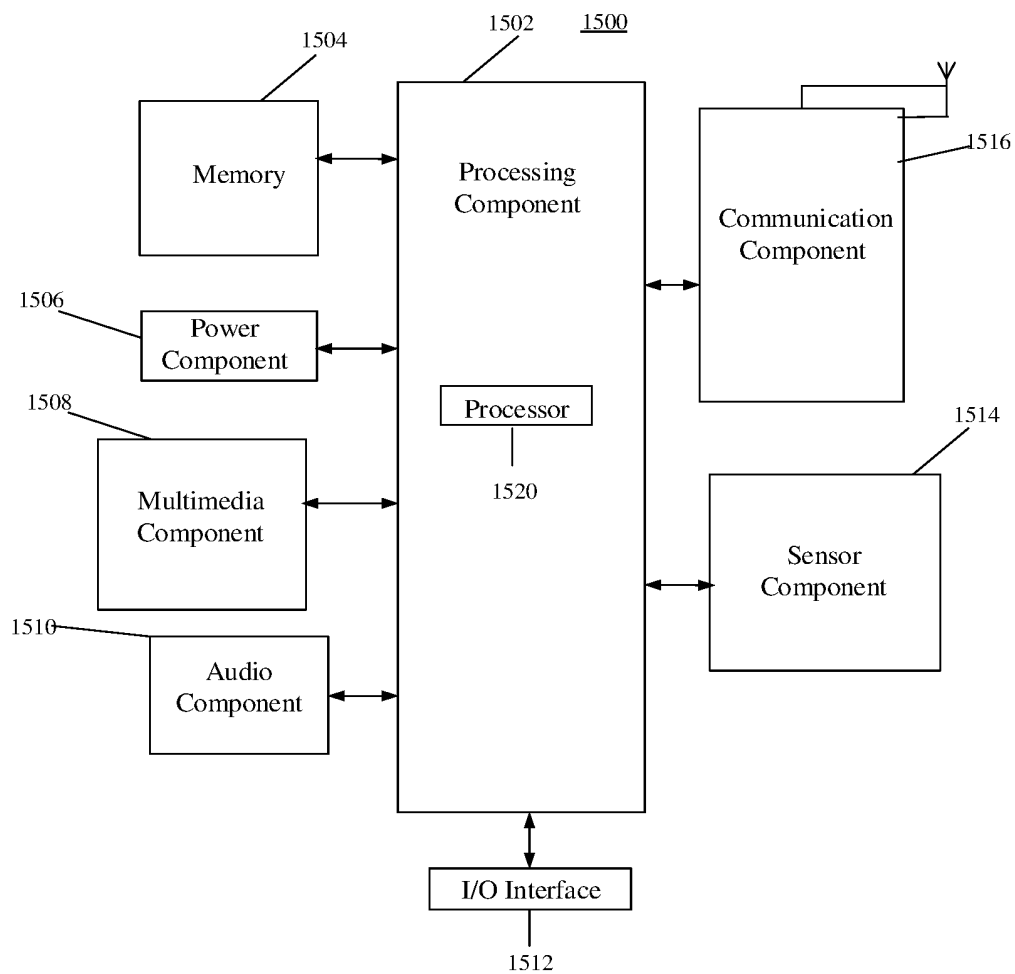 1502
1500
1504
Memory
Processing
Component
1516
Communication
Component
1506
Power
Component
1508
Processor
1514
Multimedia
Component
1520
Sensor
Component
1510
Audio
Component
I/O Interface
1512